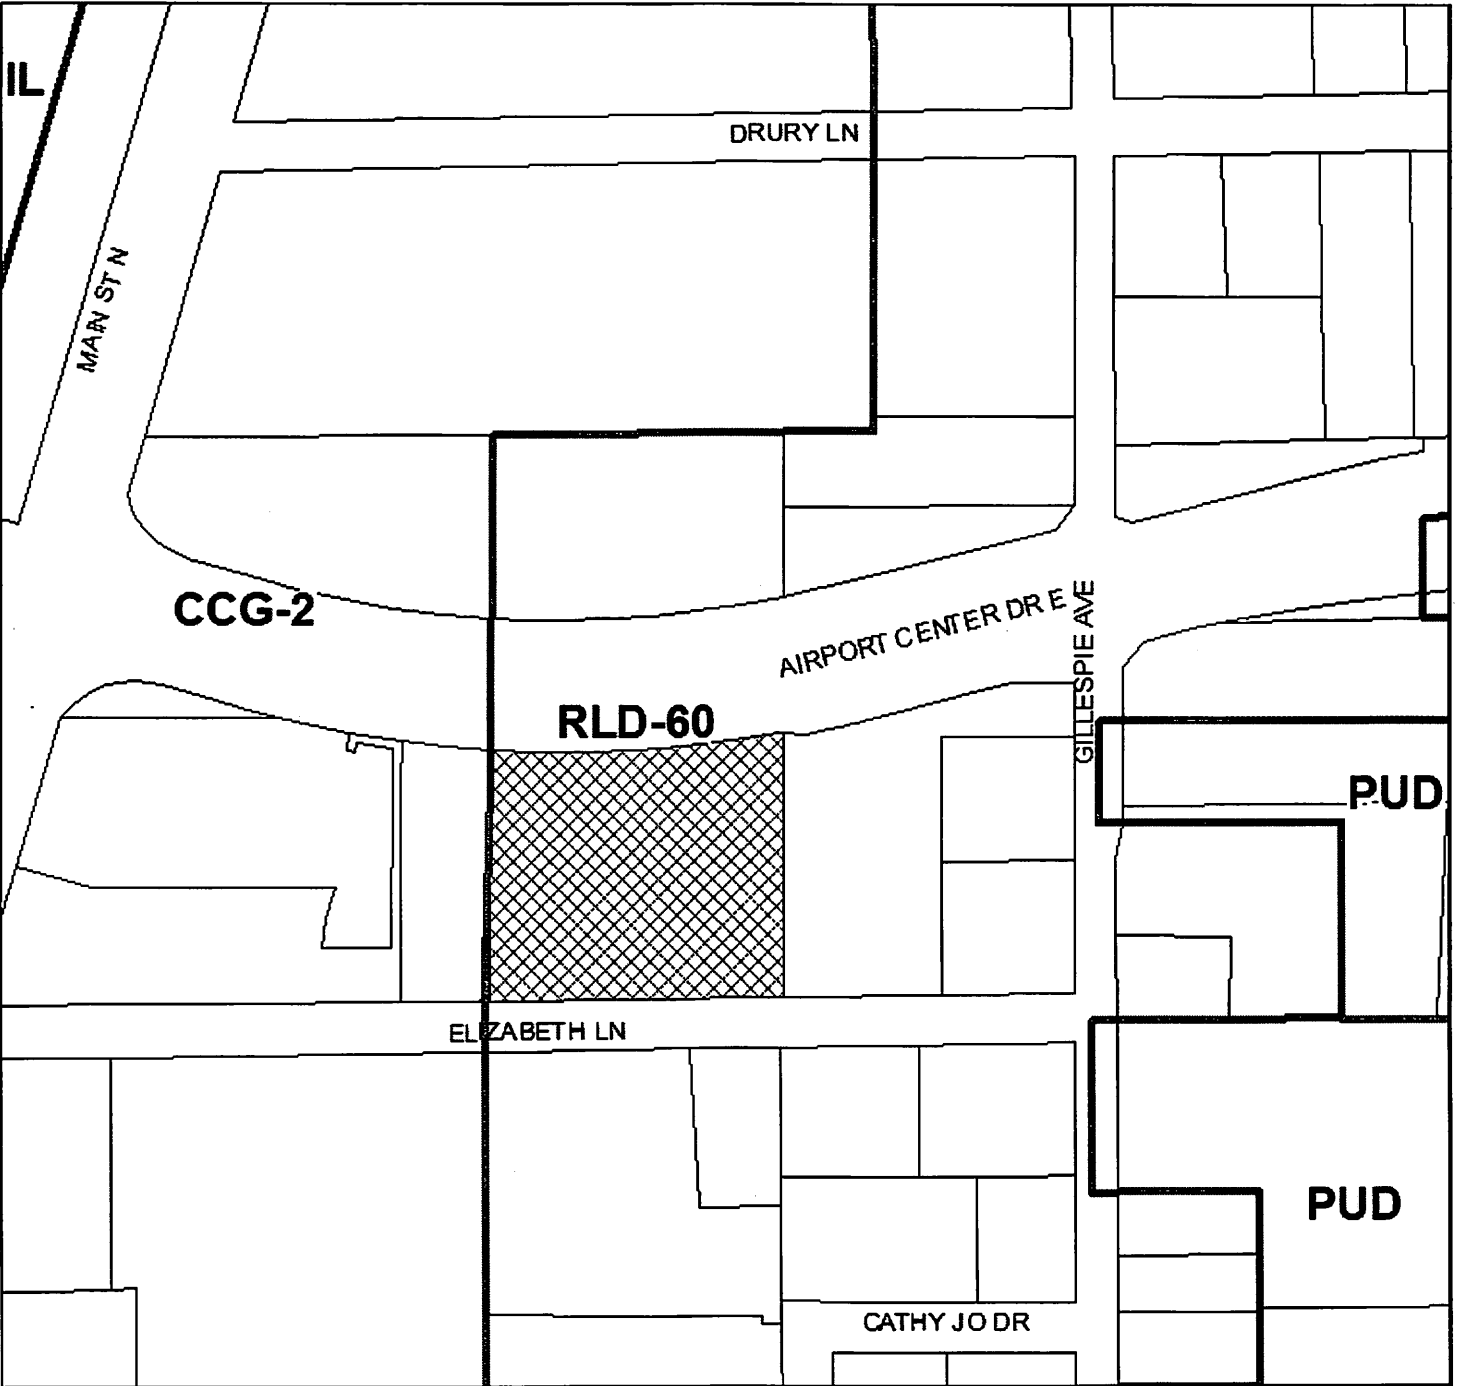 IL
DRURY LN
MAIN ST N
CCG-2
AIRPORT CENTER DR E
GILLESPIE AVE
RLD-60
PUD
ELIZABETH LN
PUD
CATHY JO DR